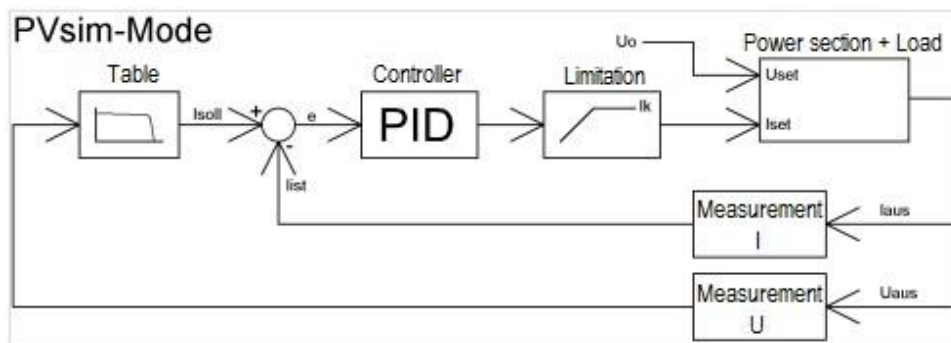 PVsim-Mode
Uo
Power section + Load
Table
Controller
Limitation
Uset
Isoll
+
e
PID
Ik
Iset
-
Iist
Measurement
I
Iaus
Measurement
U
Uaus